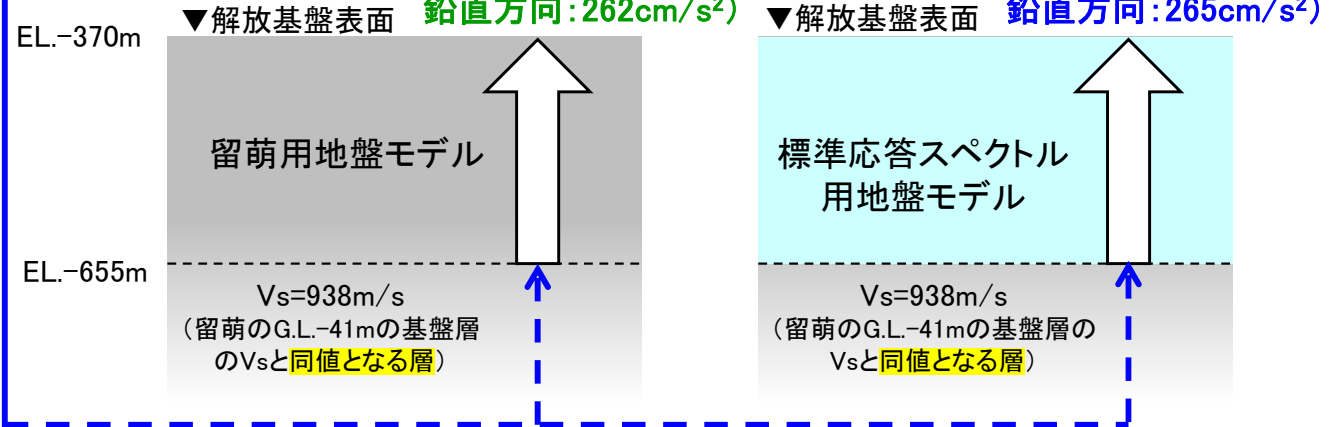 鉛直方向:262cm/s²)
鉛直方向:265cm/s²)
▼解放基盤表面
▼解放基盤表面
EL.-370m
留萌用地盤モデル
標準応答スペクトル
用地盤モデル
EL.-655m
Vs=938m/s
(留萌のG.L.-41mの基盤層
のVsと同値となる層)
Vs=938m/s
(留萌のG.L.-41mの基盤層の
Vsと同値となる層)